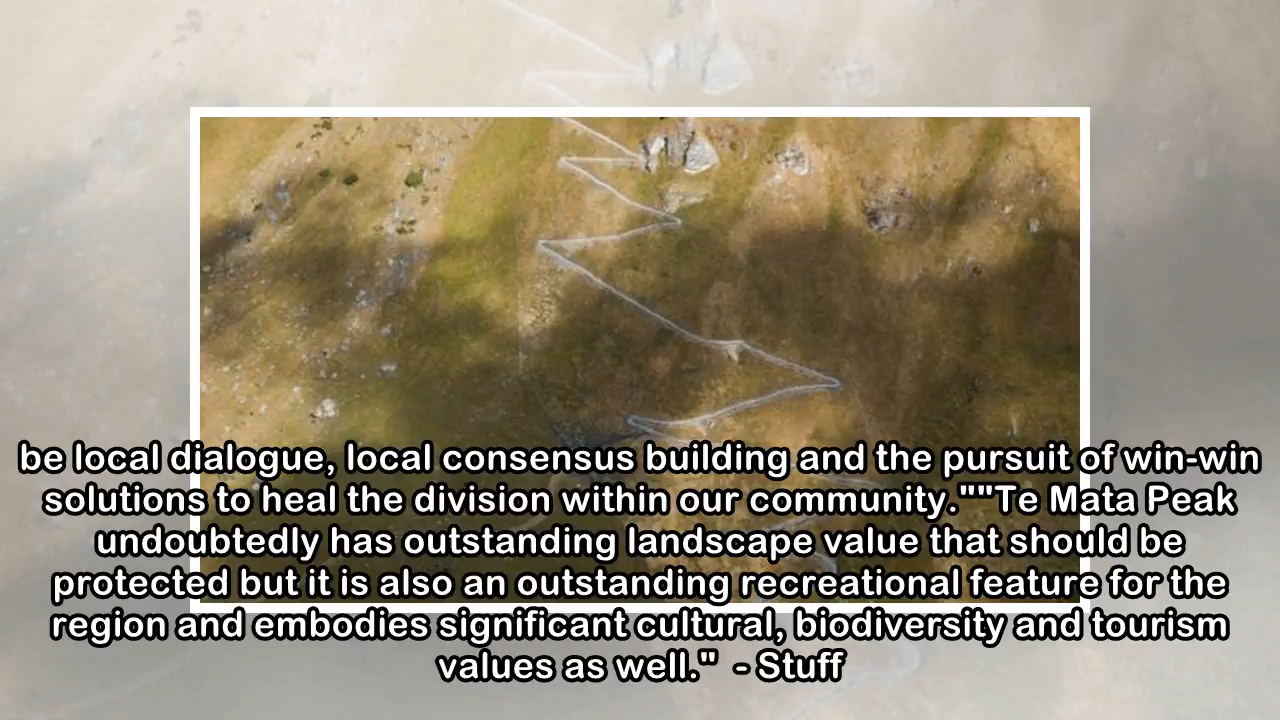 be local dialogue, local consensus building and the pursuit of win-win
solutions to heal the division within our community.""Te Mata Peak
undoubtedly has outstanding landscape value that should be
protected but it is also an outstanding recreational feature for the
region and embodies significant cultural, biodiversity and tourism
values as well."  - Stuff